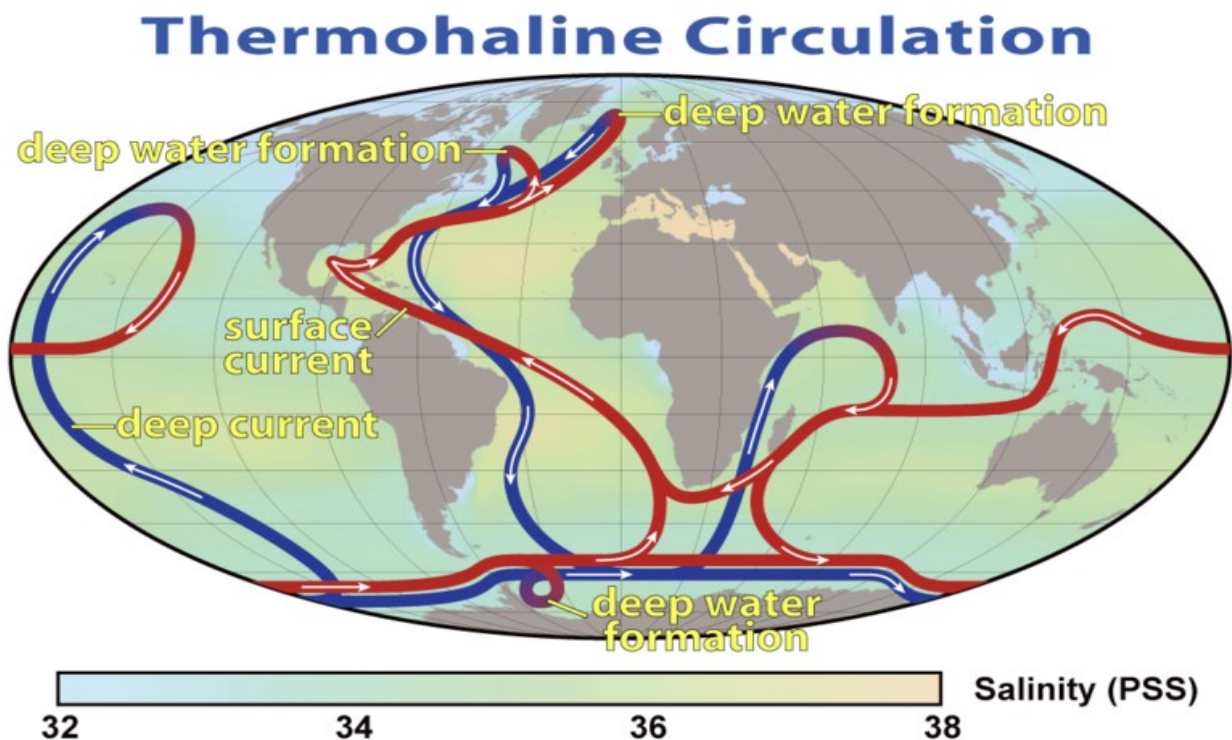 Thermohaline Circulation
deep water formation
deep water formation
surface
current
deep current
deep water
formation
Salinity (PSS)
32 34 36 38